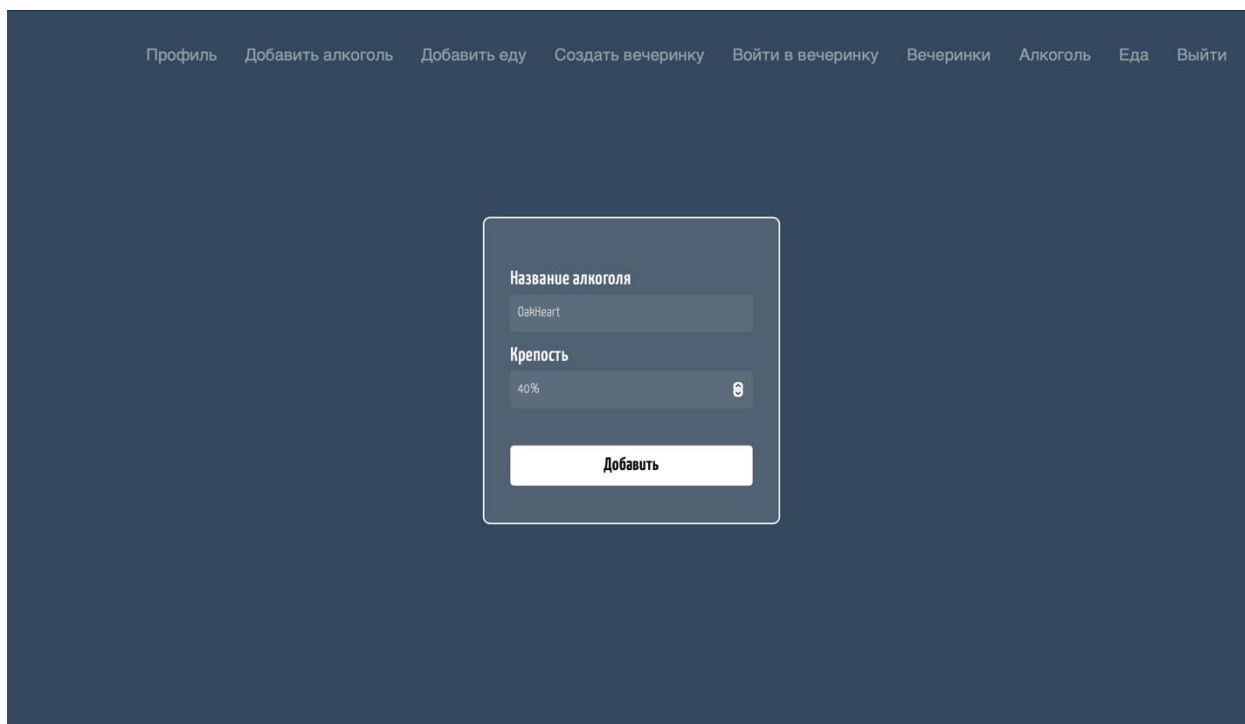 Профиль Добавить алкоголь Добавить еду Создать вечеринку Войти в вечеринку Вечеринки Алкоголь Еда Выйти
Название алкоголя
OakHeart
Крепость
40%
Добавить